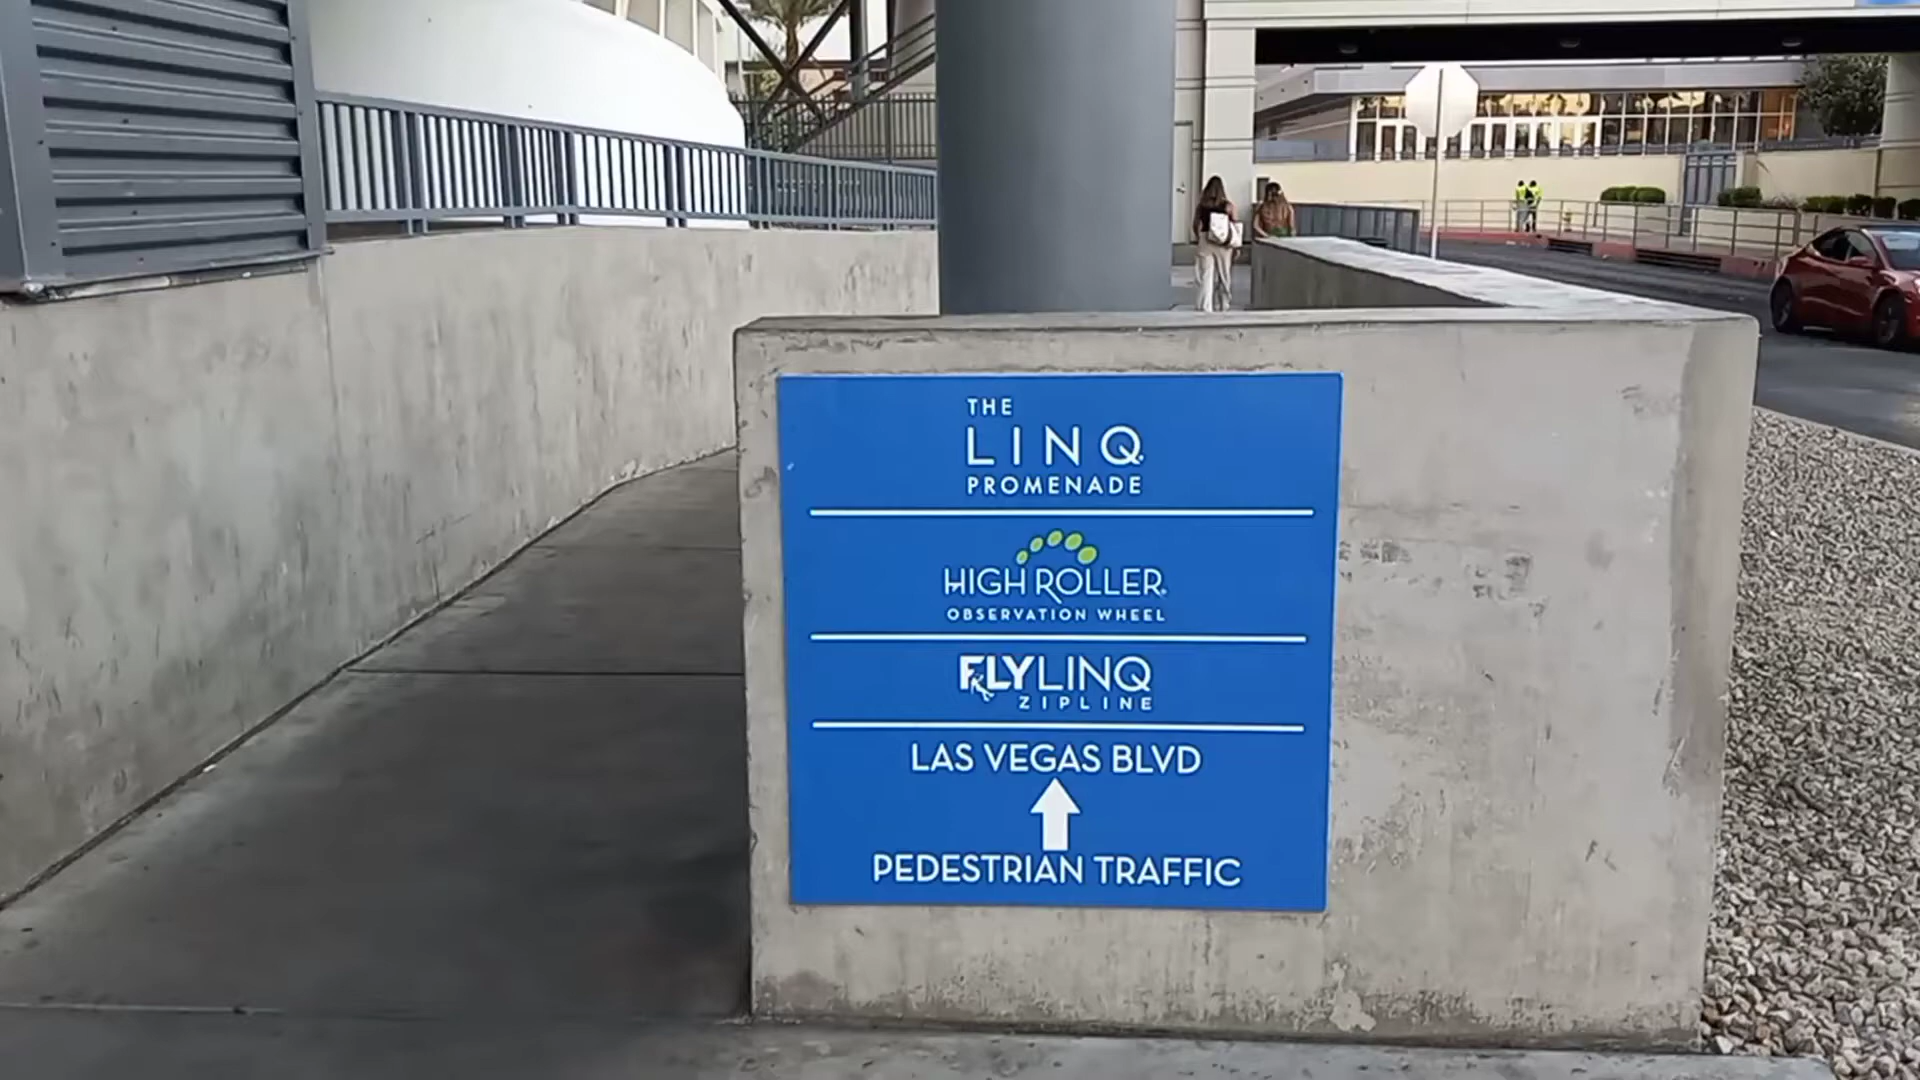 THE
LINQ
PROMENADE
HIGH ROLLER®
OBSERVATION WHEEL
FLYLINQ
ZIPLINE
LAS VEGAS BLVD
PEDESTRIAN TRAFFIC